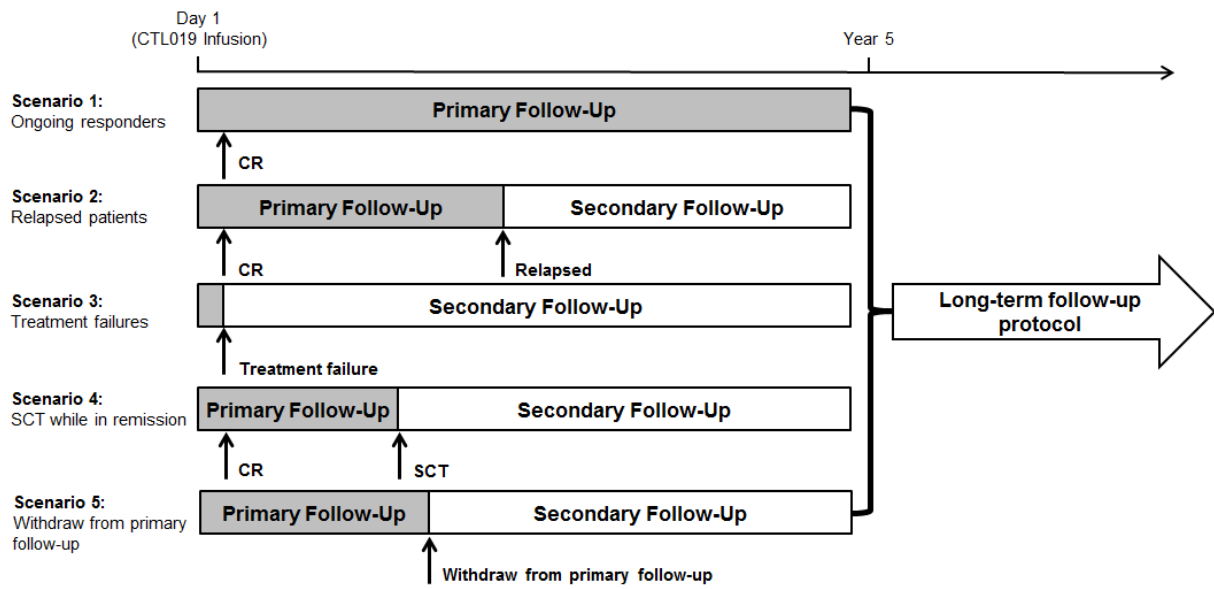 Day 1
(CTL019 Infusion)
Year 5
Scenario 1:
Ongoing responders
Primary Follow-Up
CR
Scenario 2:
Relapsed patients
Primary Follow-Up
Secondary Follow-Up
CR
Relapsed
Scenario 3:
Treatment failures
Secondary Follow-Up
Treatment failure
Long-term follow-up
protocol
Scenario 4:
SCT while in remission
Primary Follow-Up
Secondary Follow-Up
CR
SCT
Scenario 5:
Withdraw from primary
follow-up
Primary Follow-Up
Secondary Follow-Up
Withdraw from primary follow-up